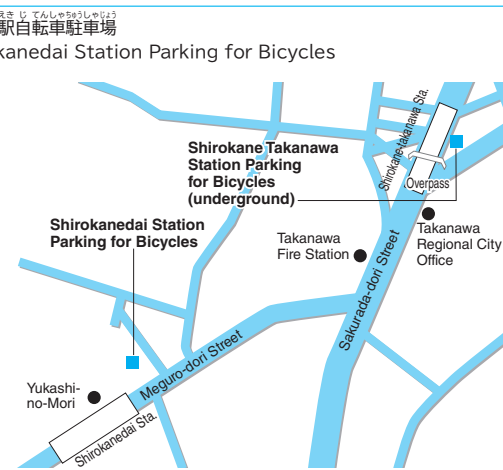 駅自転車駐車場
kanedai Station Parking for Bicycles
Shirokane Takanawa
Station Parking
for Bicycles
(underground)
Shirokane-takanawa Sta.
Overpass
Shirokanedai Station
Parking for Bicycles
Takanawa
Fire Station
Takanawa
Regional City
Office
Sakurada-dori Street
Meguro-dori Street
Yukashi-
no-Mori
Shirokanedai Sta.